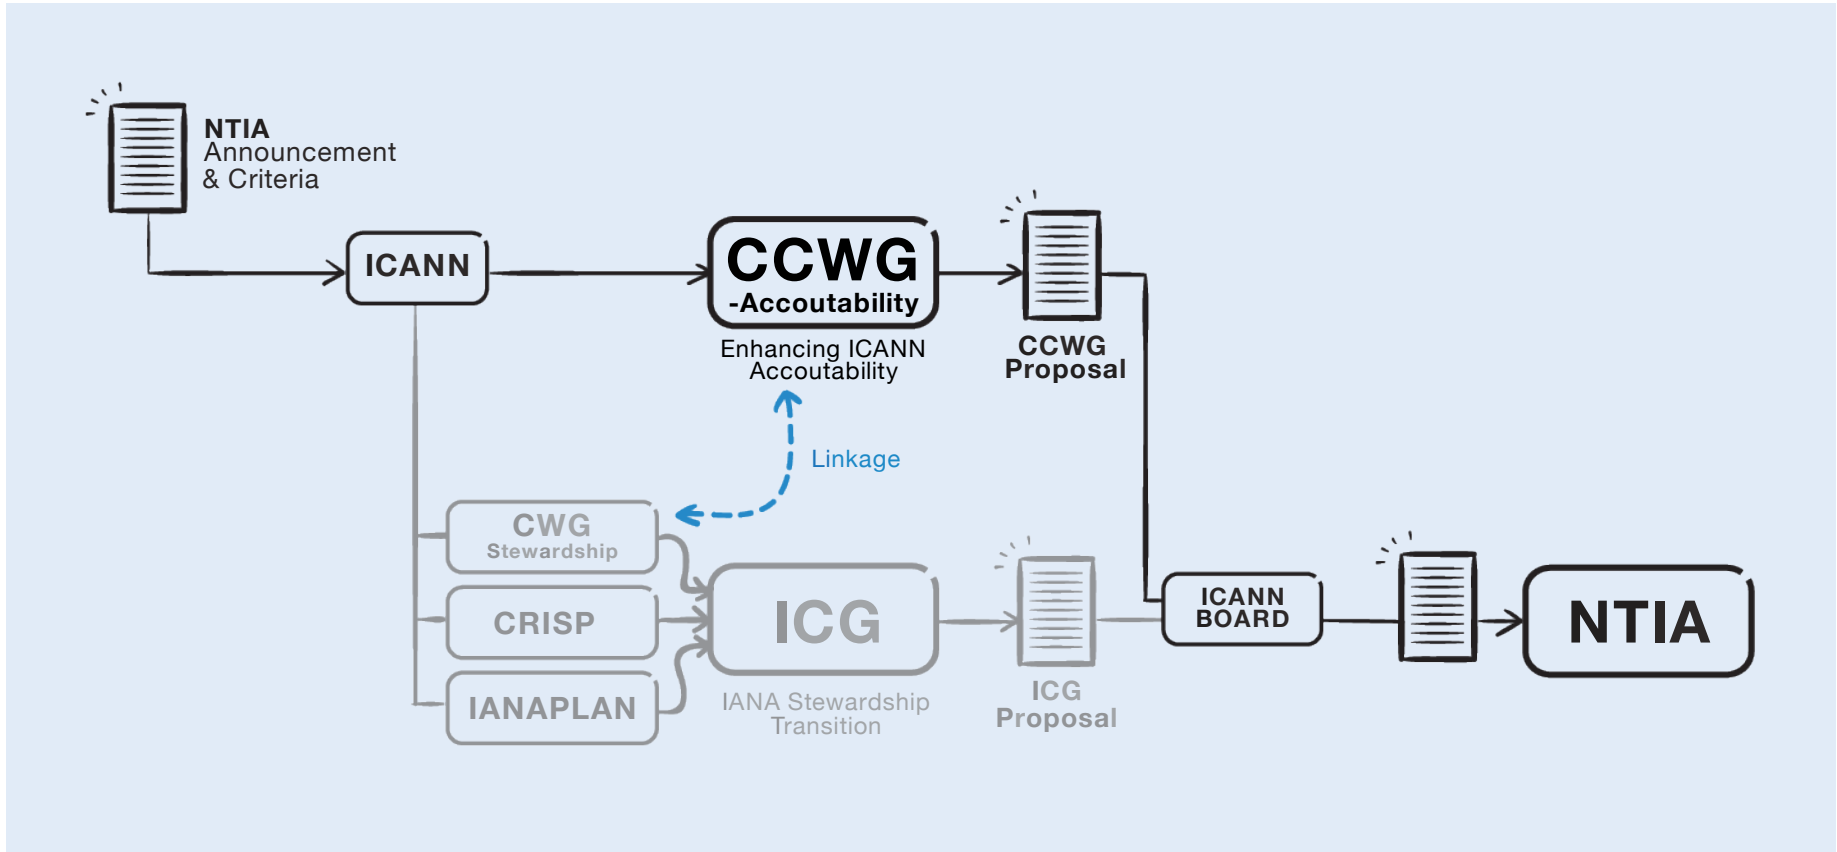 NTIA
Announcement
& Criteria
ICANN
CCWG
-Accoutability
Enhancing ICANN
Accoutability
CCWG
Proposal
Linkage
CWG
Stewardship
CRISP
IANAPLAN
ICG
IANA Stewardship
Transition
ICG
Proposal
ICANN
BOARD
NTIA